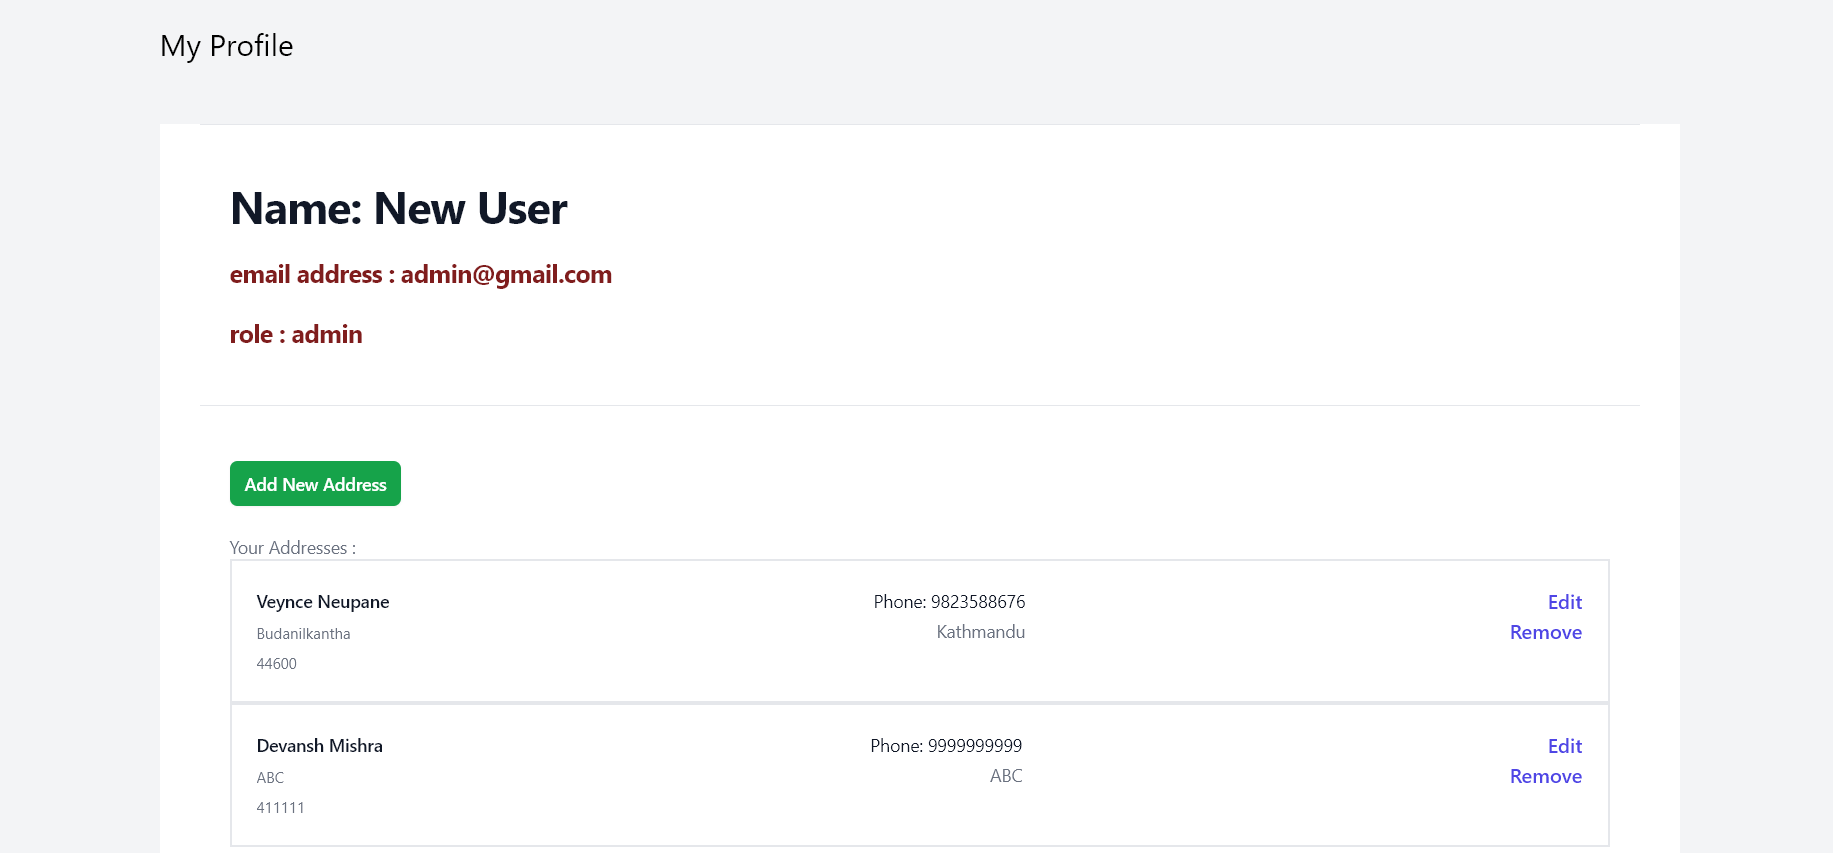 My Profile
Name: New User
email address : admin@gmail.com
role : admin
Add New Address
Your Addresses :
Veynce Neupane
Budanilkantha
44600
Phone: 9823588676
Kathmandu
Edit
Remove
Devansh Mishra
ABC
411111
Phone: 9999999999
ABC
Edit
Remove